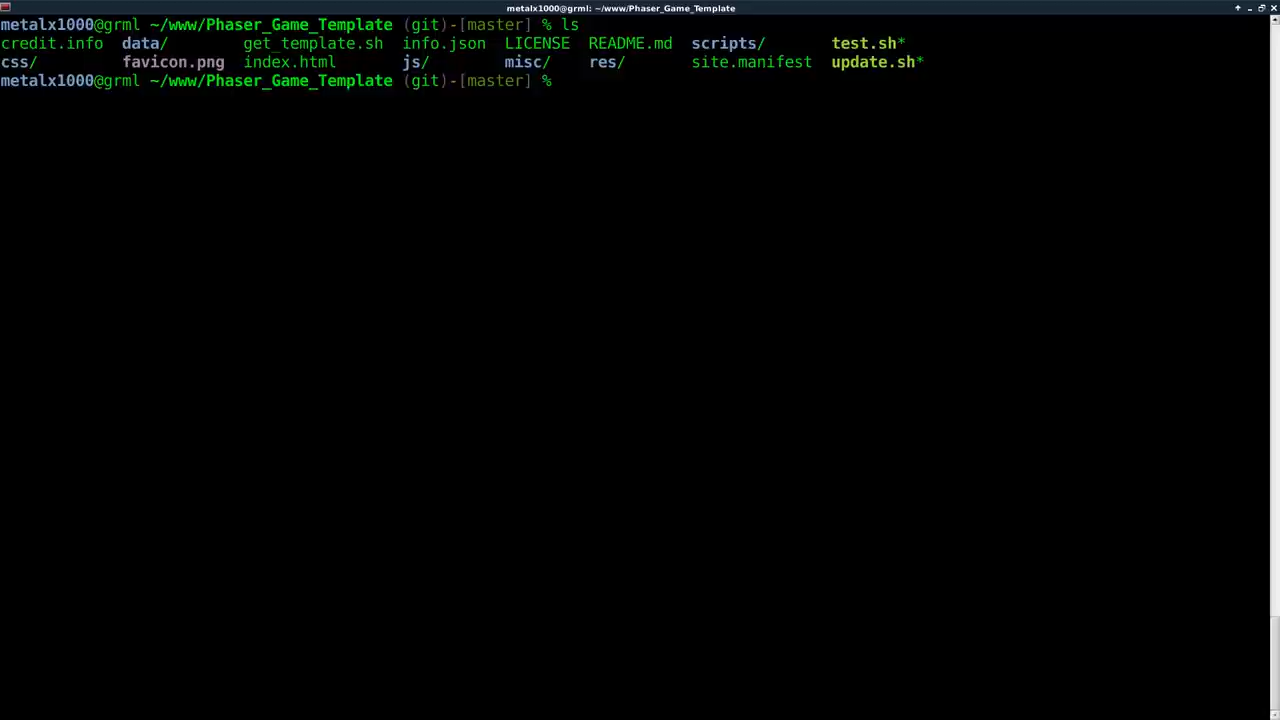 metalx1000@grml: ~/www/Phaser_Game_Template
metalx1000@grml ~/www/Phaser_Game_Template (git)-[master] % ls
credit.info  data/        get_template.sh  info.json  LICENSE  README.md  scripts/       test.sh*
css/         favicon.png  index.html       js/        misc/    res/       site.manifest  update.sh*
metalx1000@grml ~/www/Phaser_Game_Template (git)-[master] %